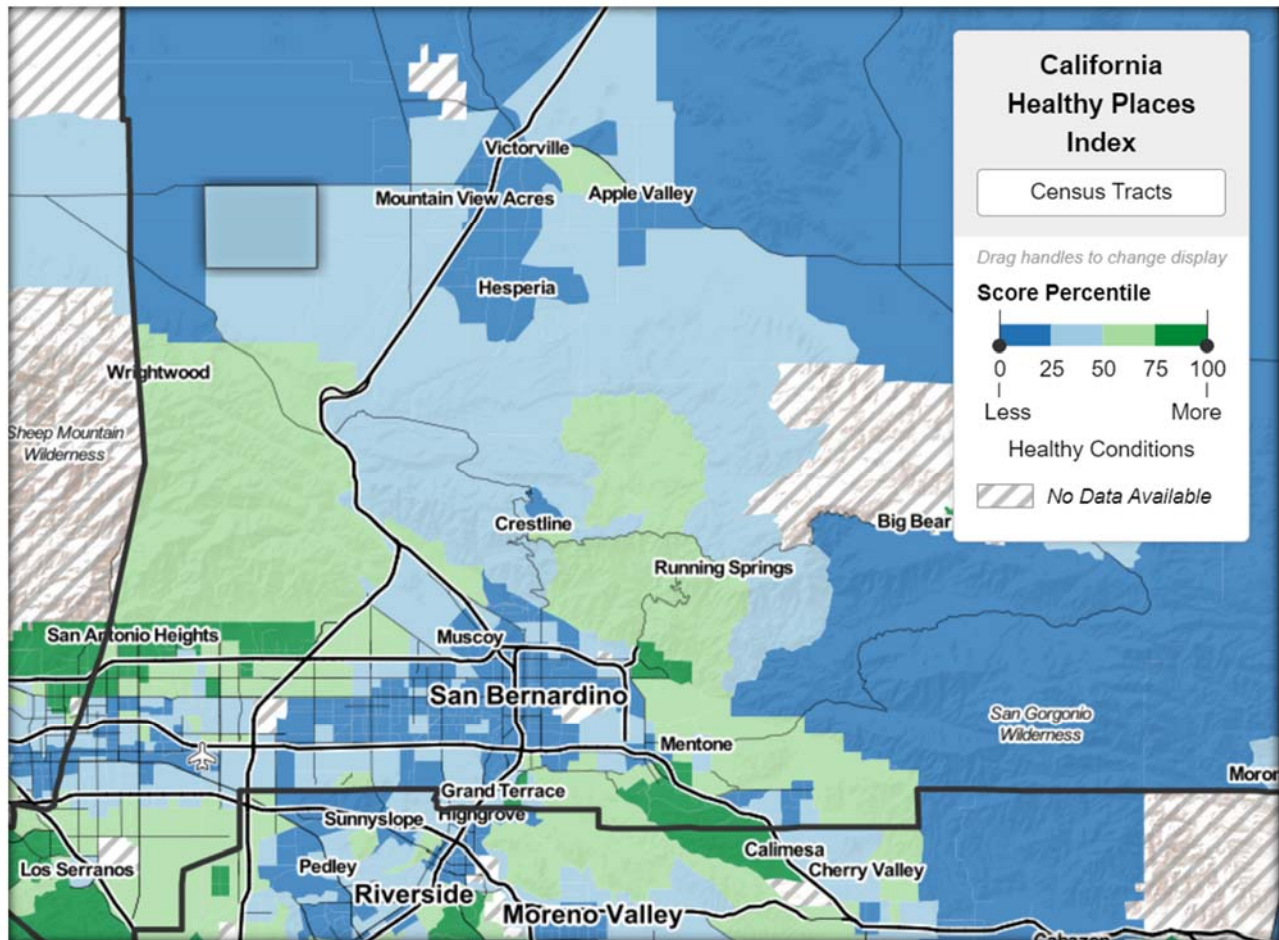 California
Healthy Places
Index
Census Tracts
Drag handles to change display
Score Percentile
0 25 50 75 100
Less More
Healthy Conditions
No Data Available
Victorville
Mountain View Acres
Apple Valley
Hesperia
Wrightwood
Sheep Mountain
Wilderness
Crestline
Big Bear
Running Springs
San Antonio Heights
Muscoy
San Bernardino
San Gorgonio
Wilderness
Mentone
Moron
Grand Terrace
Highgrove
Sunnyslope
Calimesa
Los Serranos
Pedley
Cherry Valley
Riverside
Moreno Valley
Cabazon